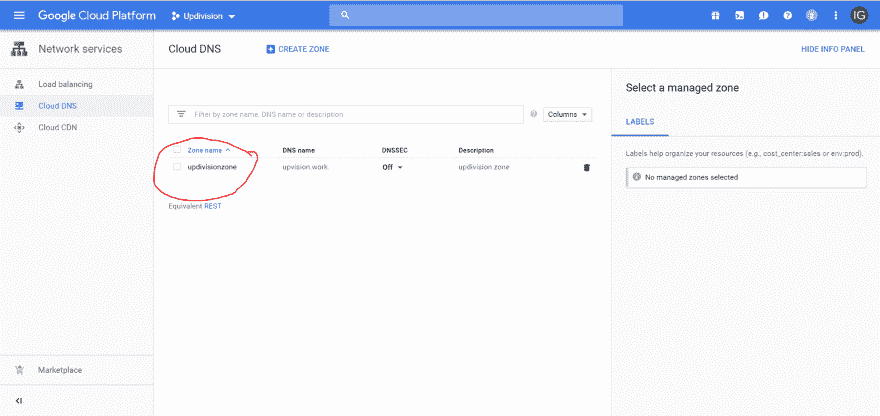 Google Cloud Platform Updivision IG
Network services Cloud DNS CREATE ZONE HIDE INFO PANEL
Load balancing
Cloud DNS
Cloud CDN
Filter by zone name, DNS name or description Columns
Zone name DNS name DNSSEC Description
updivisionzone upvision.work. Off updivision zone
Equivalent REST
Select a managed zone
LABELS
Labels help organize your resources (e.g., cost_center:sales or env:prod).
No managed zones selected
Marketplace